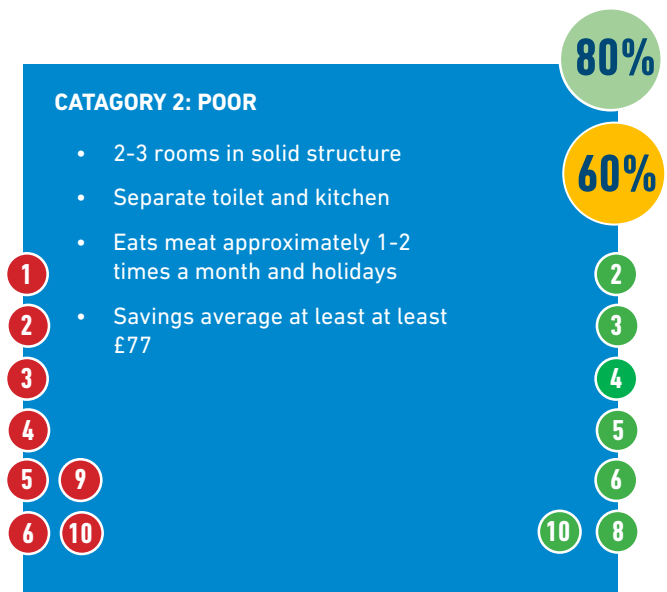 80%
CATAGORY 2: POOR
• 2-3 rooms in solid structure
60%
• Separate toilet and kitchen
• Eats meat approximately 1-2
times a month and holidays
• Savings average at least at least
£77
1
2
3
4
5 9
6 10
2
3
4
5
6
10 8